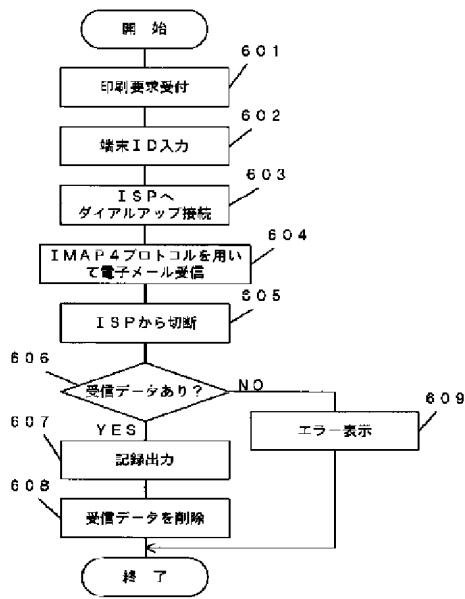 開 始
601
印刷要求受付
602
端末ID入力
603
ISPへ
ダイアルアップ接続
604
IMAP4プロトコルを用い
て電子メール受信
605
ISPから切断
606
受信データあり?
NO
YES
609
エラー表示
607
記録出力
608
受信データを削除
終 了